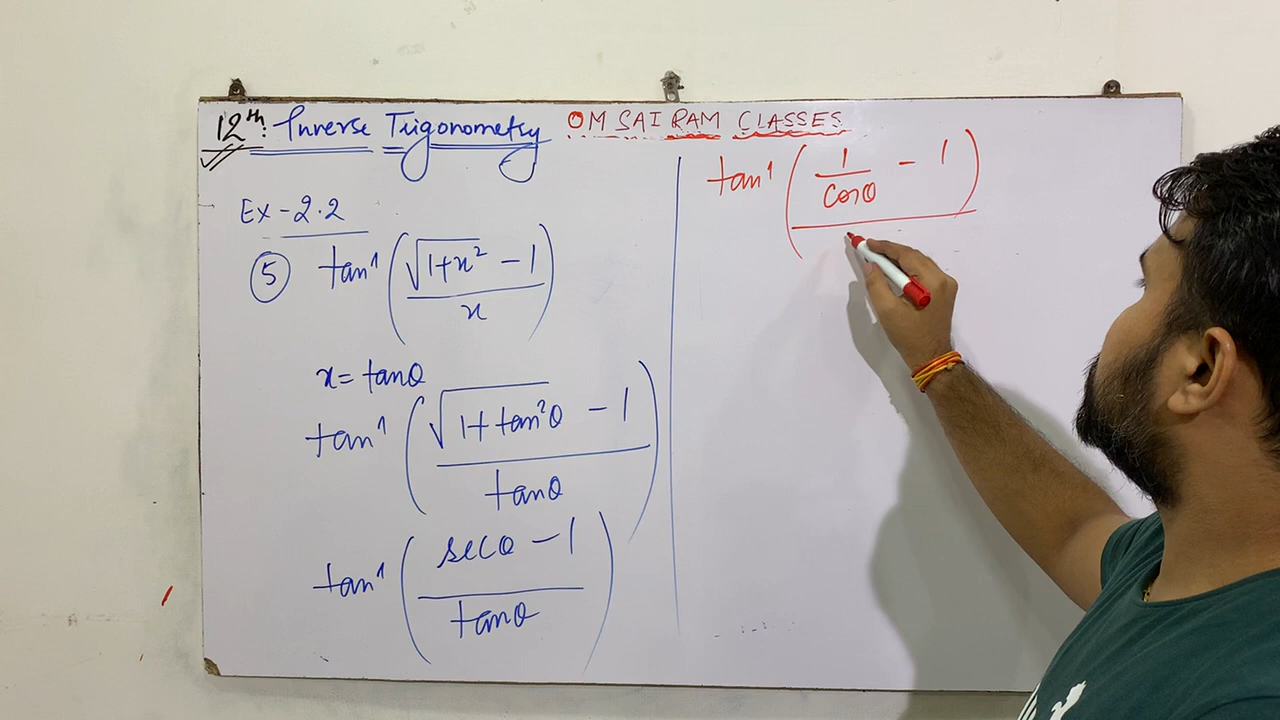 12th: Inverse Trigonometry OM SAI RAM CLASSES
Ex-2.2
⑤ tan⁻¹ (√(1+x²) - 1 / x)
x = tanθ
tan⁻¹ (√(1+tan²θ) - 1 / tanθ)
tan⁻¹ (secθ - 1 / tanθ)
tan⁻¹ (1/cosθ - 1)